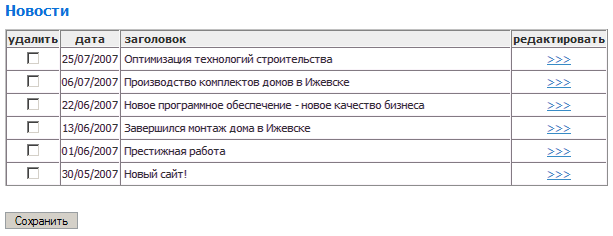 Новости
удалить дата заголовок редактировать
25/07/2007 Оптимизация технологий строительства >>>
06/07/2007 Производство комплектов домов в Ижевске >>>
22/06/2007 Новое программное обеспечение - новое качество бизнеса >>>
13/06/2007 Завершился монтаж дома в Ижевске >>>
01/06/2007 Престижная работа >>>
30/05/2007 Новый сайт! >>>
Сохранить